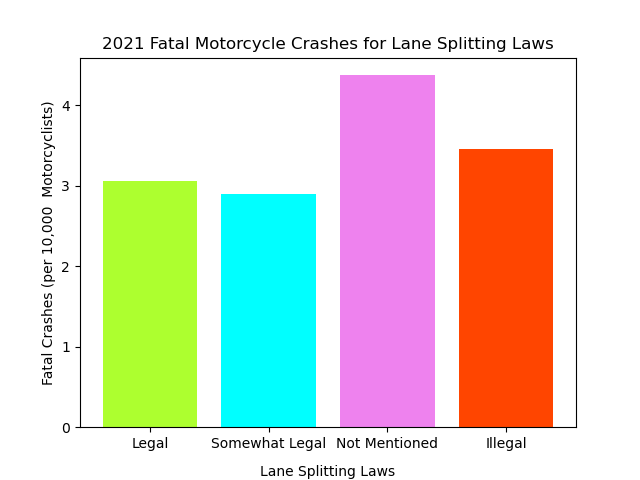 2021 Fatal Motorcycle Crashes for Lane Splitting Laws
Fatal Crashes (per 10,000  Motorcyclists)
4
3
2
1
0
Legal
Somewhat Legal
Not Mentioned
Illegal
Lane Splitting Laws